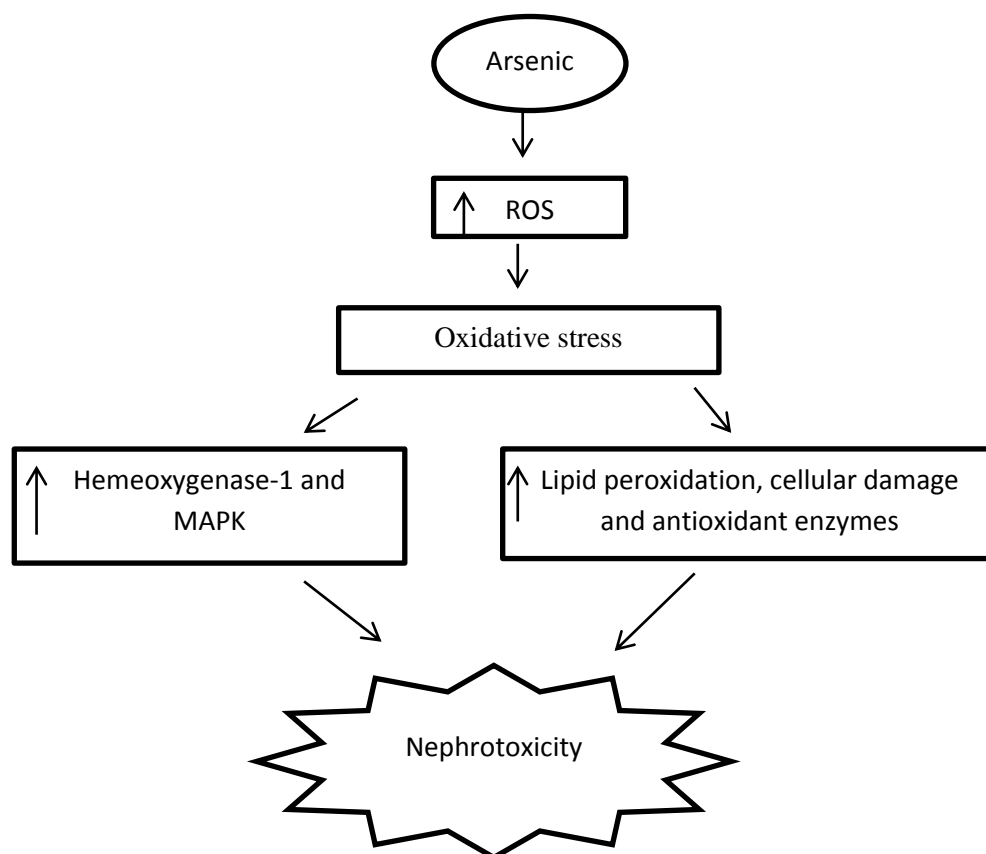 Arsenic
ROS
Oxidative stress
Hemeoxygenase-1 and
MAPK
Lipid peroxidation, cellular damage
and antioxidant enzymes
Nephrotoxicity